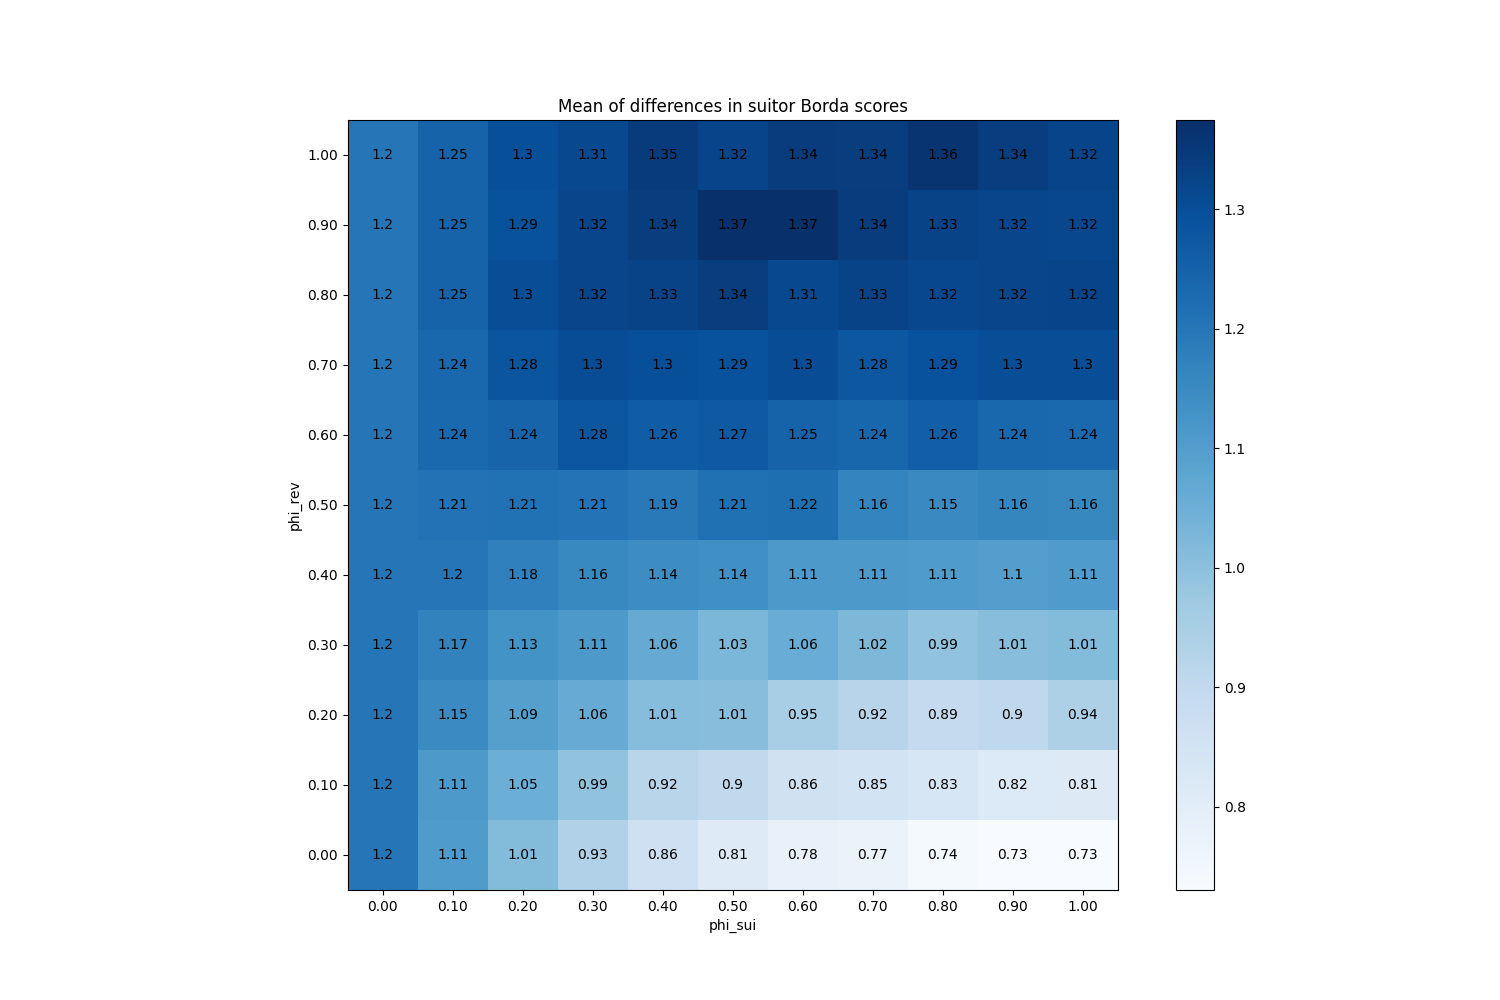 Mean of differences in suitor Borda scores
1.00 1.2 1.25 1.3 1.31 1.35 1.32 1.34 1.34 1.36 1.34 1.32
0.90 1.2 1.25 1.29 1.32 1.34 1.37 1.37 1.34 1.33 1.32 1.32
0.80 1.2 1.25 1.3 1.32 1.33 1.34 1.31 1.33 1.32 1.32 1.32
0.70 1.2 1.24 1.28 1.3 1.3 1.29 1.3 1.28 1.29 1.3 1.3
0.60 1.2 1.24 1.24 1.28 1.26 1.27 1.25 1.24 1.26 1.24 1.24
0.50 1.2 1.21 1.21 1.21 1.19 1.21 1.22 1.16 1.15 1.16 1.16
0.40 1.2 1.2 1.18 1.16 1.14 1.14 1.11 1.11 1.11 1.1 1.11
0.30 1.2 1.17 1.13 1.11 1.06 1.03 1.06 1.02 0.99 1.01 1.01
0.20 1.2 1.15 1.09 1.06 1.01 1.01 0.95 0.92 0.89 0.9 0.94
0.10 1.2 1.11 1.05 0.99 0.92 0.9 0.86 0.85 0.83 0.82 0.81
0.00 1.2 1.11 1.01 0.93 0.86 0.81 0.78 0.77 0.74 0.73 0.73
0.00 0.10 0.20 0.30 0.40 0.50 0.60 0.70 0.80 0.90 1.00
phi_sui
phi_rev
1.3
1.2
1.1
1.0
0.9
0.8